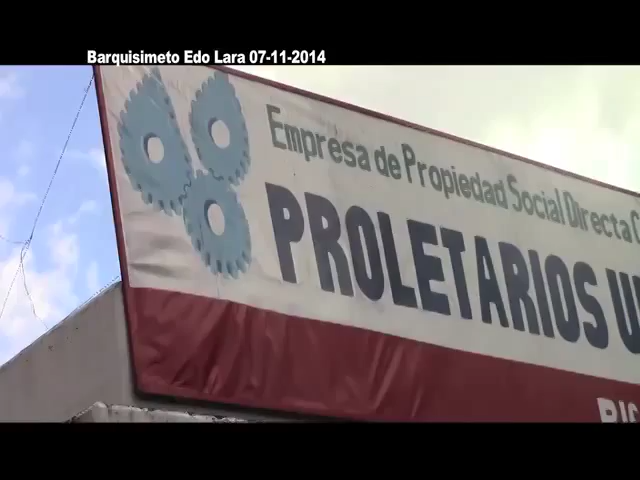 Barquisimeto Edo Lara 07-11-2014
Empresa de Propiedad Social Directa
PROLETARIOS